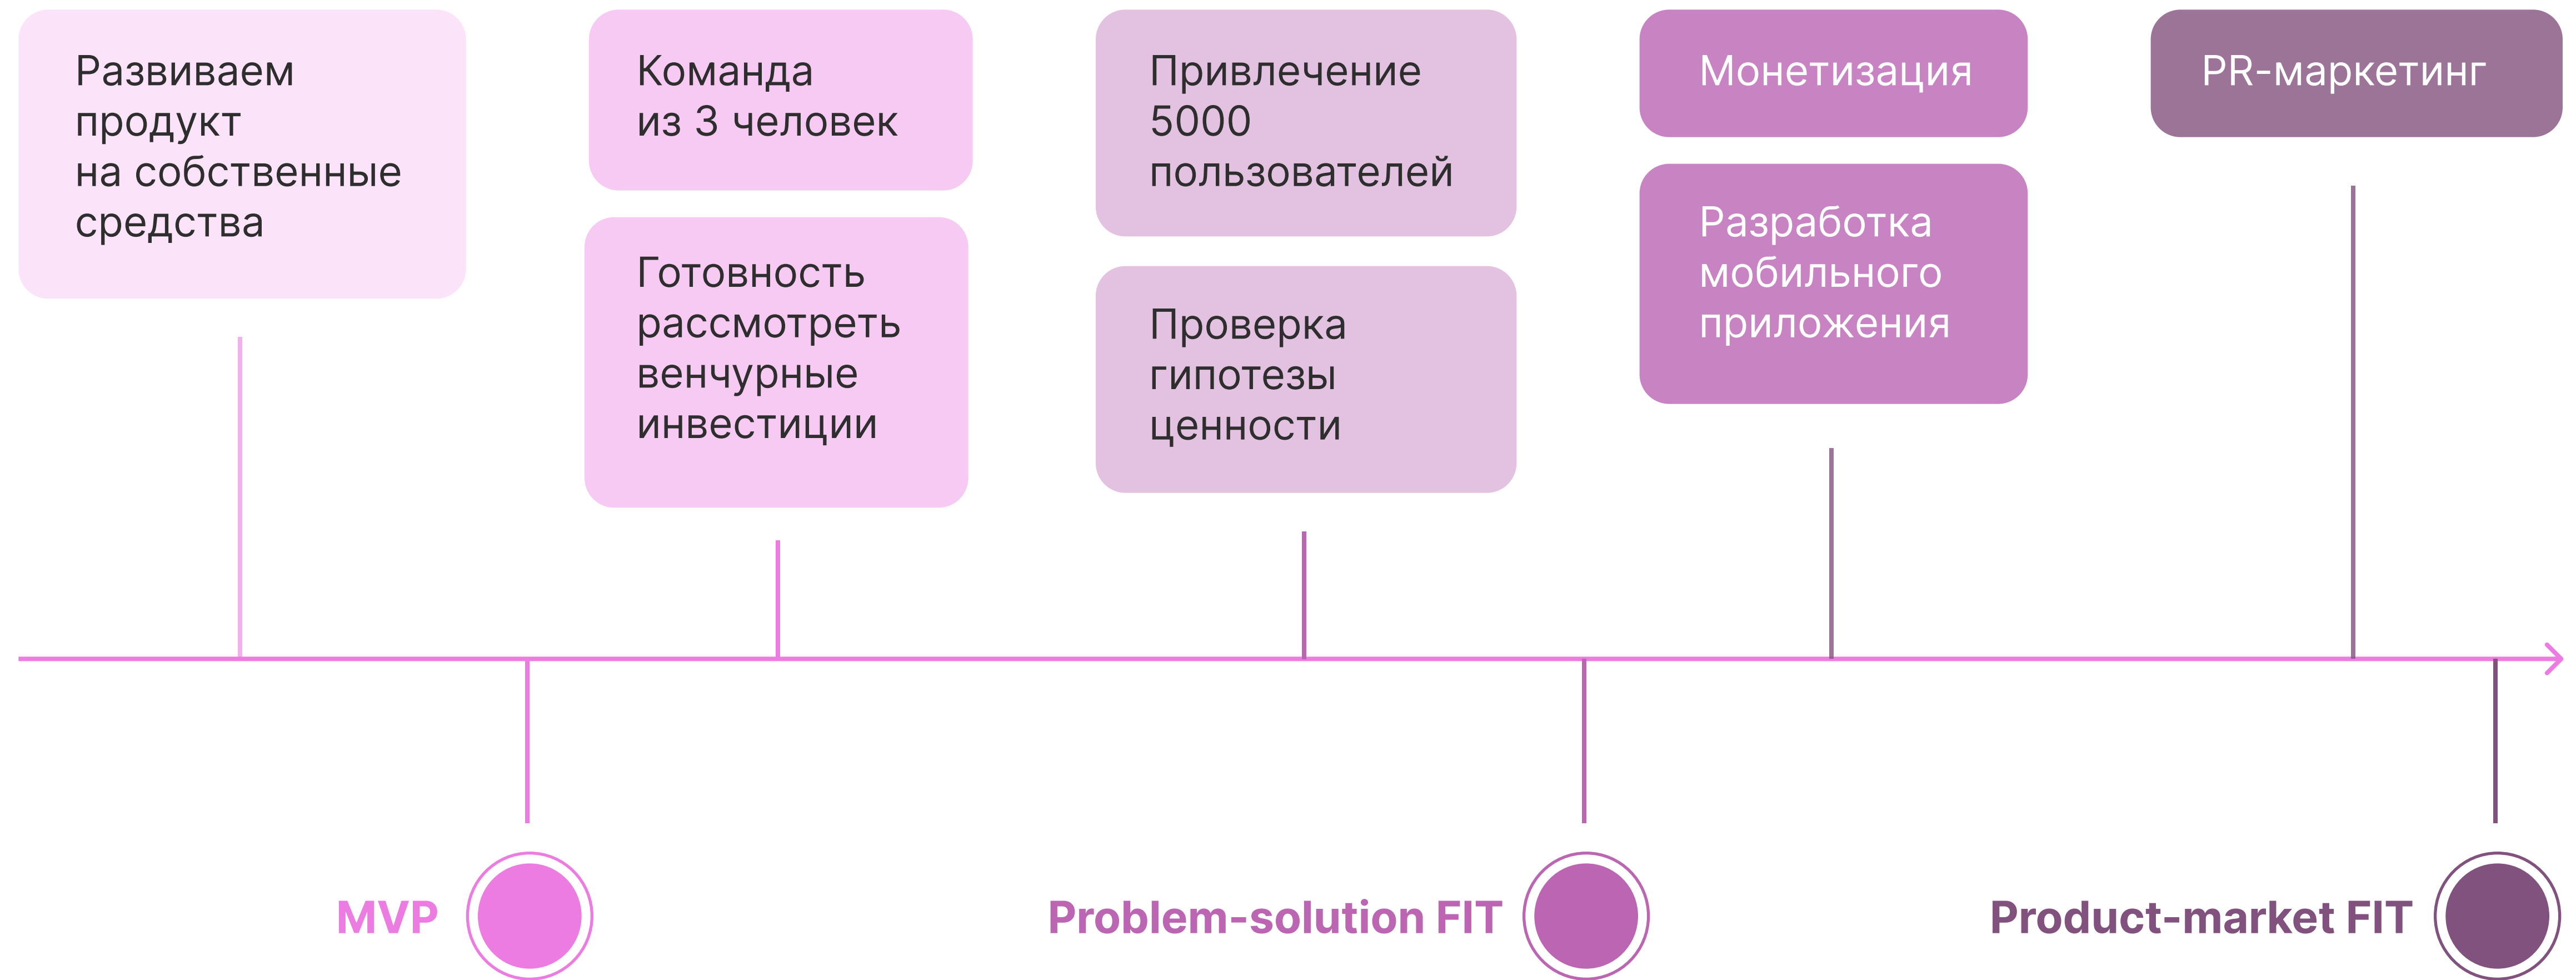 Развиваем
продукт
на собственные
средства
Команда
из 3 человек
Готовность
рассмотреть
венчурные
инвестиции
Привлечение
5000
пользователей
Проверка
гипотезы
ценности
Монетизация
Разработка
мобильного
приложения
PR-маркетинг
MVP
Problem-solution FIT
Product-market FIT